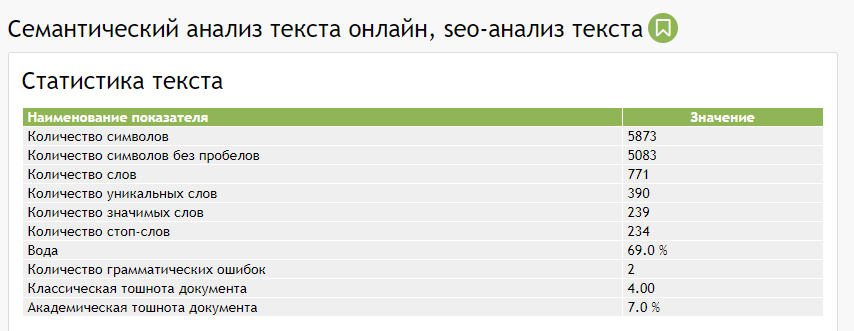 Семантический анализ текста онлайн, seo-анализ текста
Статистика текста
Наименование показателя Значение
Количество символов 5873
Количество символов без пробелов 5083
Количество слов 771
Количество уникальных слов 390
Количество значимых слов 239
Количество стоп-слов 234
Вода 69.0 %
Количество грамматических ошибок 2
Классическая тошнота документа 4.00
Академическая тошнота документа 7.0 %